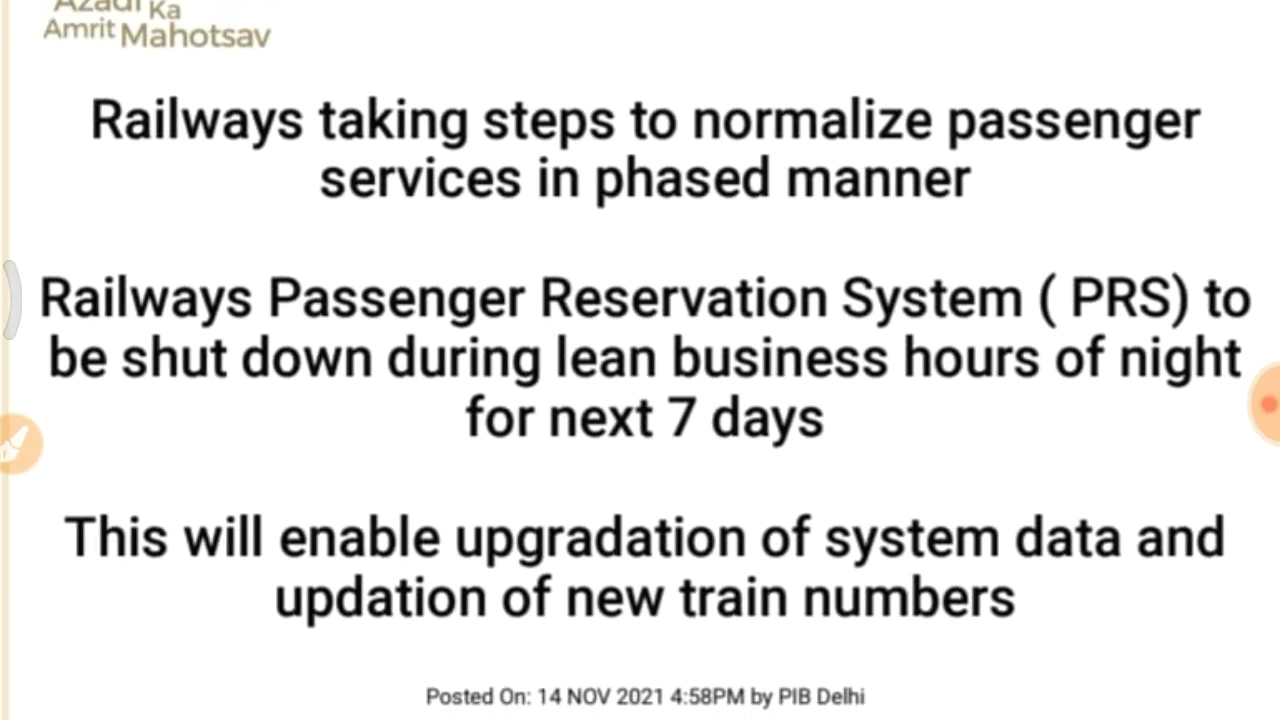 Azadi Ka
Amrit Mahotsav
Railways taking steps to normalize passenger
services in phased manner
Railways Passenger Reservation System ( PRS) to
be shut down during lean business hours of night
for next 7 days
This will enable upgradation of system data and
updation of new train numbers
Posted On: 14 NOV 2021 4:58PM by PIB Delhi